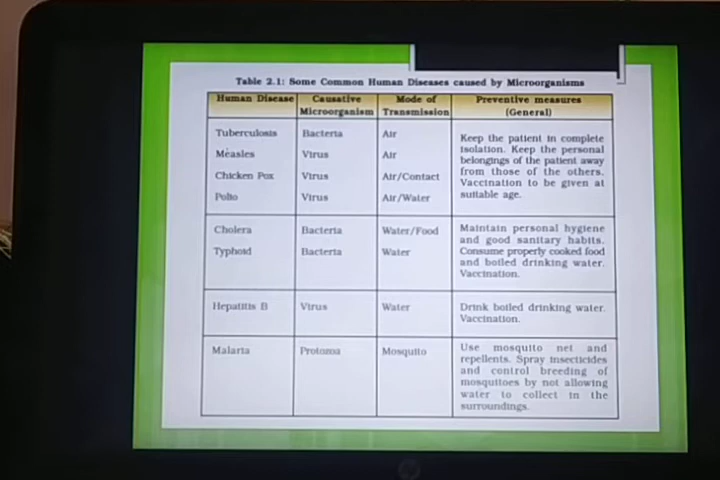 Table 2.1: Some Common Human Diseases caused by Microorganisms
Human Disease Causative Microorganism Mode of Transmission Preventive measures (General)
Tuberculosis Bacteria Air
Measles Virus Air
Chicken Pox Virus Air/Contact
Polio Virus Air/Water
Keep the patient in complete
isolation. Keep the personal
belongings of the patient away
from those of the others.
Vaccination to be given at
suitable age.
Cholera Bacteria Water/Food
Typhoid Bacteria Water
Maintain personal hygiene
and good sanitary habits.
Consume properly cooked food
and boiled drinking water.
Vaccination.
Hepatitis B Virus Water
Drink boiled drinking water.
Vaccination.
Malaria Protozoa Mosquito
Use mosquito net and
repellents. Spray insecticides
and control breeding of
mosquitoes by not allowing
water to collect in the
surroundings.